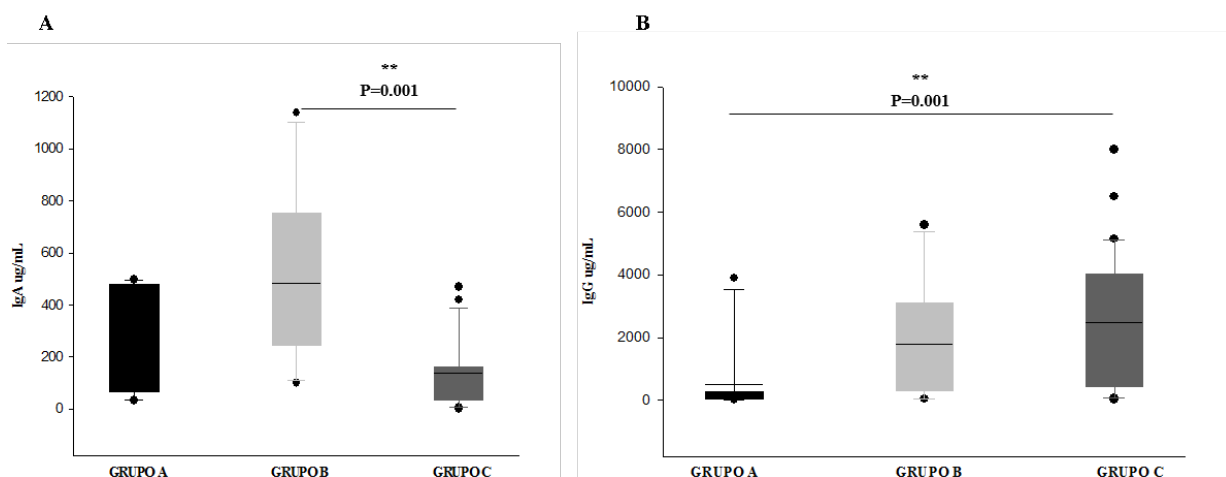 A
**
P=0.001
1200
1000
800
600
400
200
0
IgA ug/mL
GRUPO A
GRUPO B
GRUPO C
B
**
P=0.001
10000
8000
6000
4000
2000
0
IgG ug/mL
GRUPO A
GRUPO B
GRUPO C